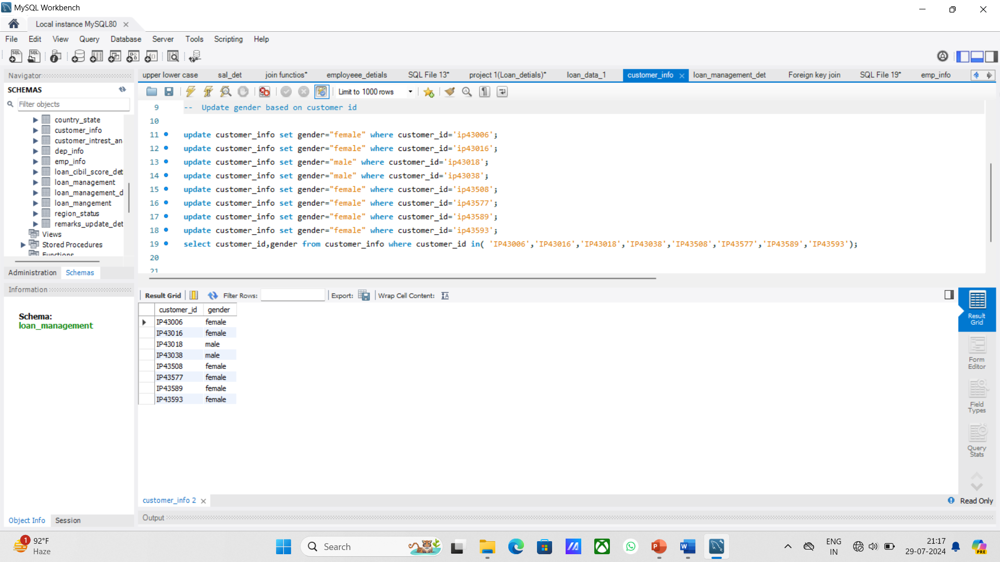 MySQL Workbench
Local instance MySQL80
File Edit View Query Database Server Tools Scripting Help
Navigator
SCHEMAS
Filter objects
country_state
customer_info
customer_intrest_an
dep_info
emp_info
loan_cibil_score_det
loan_management
loan_management_d
loan_mangement
region_status
remarks_update_det
Views
Stored Procedures
Functions
Administration Schemas
Information
Schema:
loan_management
Object Info Session
upper lower case sal_det join functios* employeee_detials SQL File 13* project 1(Loan_detials)* loan_data_1 customer_info loan_management_det Foreign key join SQL File 19* emp_info
Limit to 1000 rows
9 -- Update gender based on customer id
10
11 update customer_info set gender="female" where customer_id='ip43006';
12 update customer_info set gender="female" where customer_id='ip43016';
13 update customer_info set gender="male" where customer_id='ip43018';
14 update customer_info set gender="male" where customer_id='ip43038';
15 update customer_info set gender="female" where customer_id='ip43508';
16 update customer_info set gender="female" where customer_id='ip43577';
17 update customer_info set gender="female" where customer_id='ip43589';
18 update customer_info set gender="female" where customer_id='ip43593';
19 select customer_id,gender from customer_info where customer_id in( 'IP43006','IP43016','IP43018','IP43038','IP43508','IP43577','IP43589','IP43593');
20
21
Result Grid Filter Rows: Export: Wrap Cell Content:
customer_id gender
IP43006 female
IP43016 female
IP43018 male
IP43038 male
IP43508 female
IP43577 female
IP43589 female
IP43593 female
Result
Grid
Form
Editor
Field
Types
Query
Stats
customer_info 2
Read Only
Output
1
92°F
Haze
Search
ENG
IN
21:17
29-07-2024
PRE